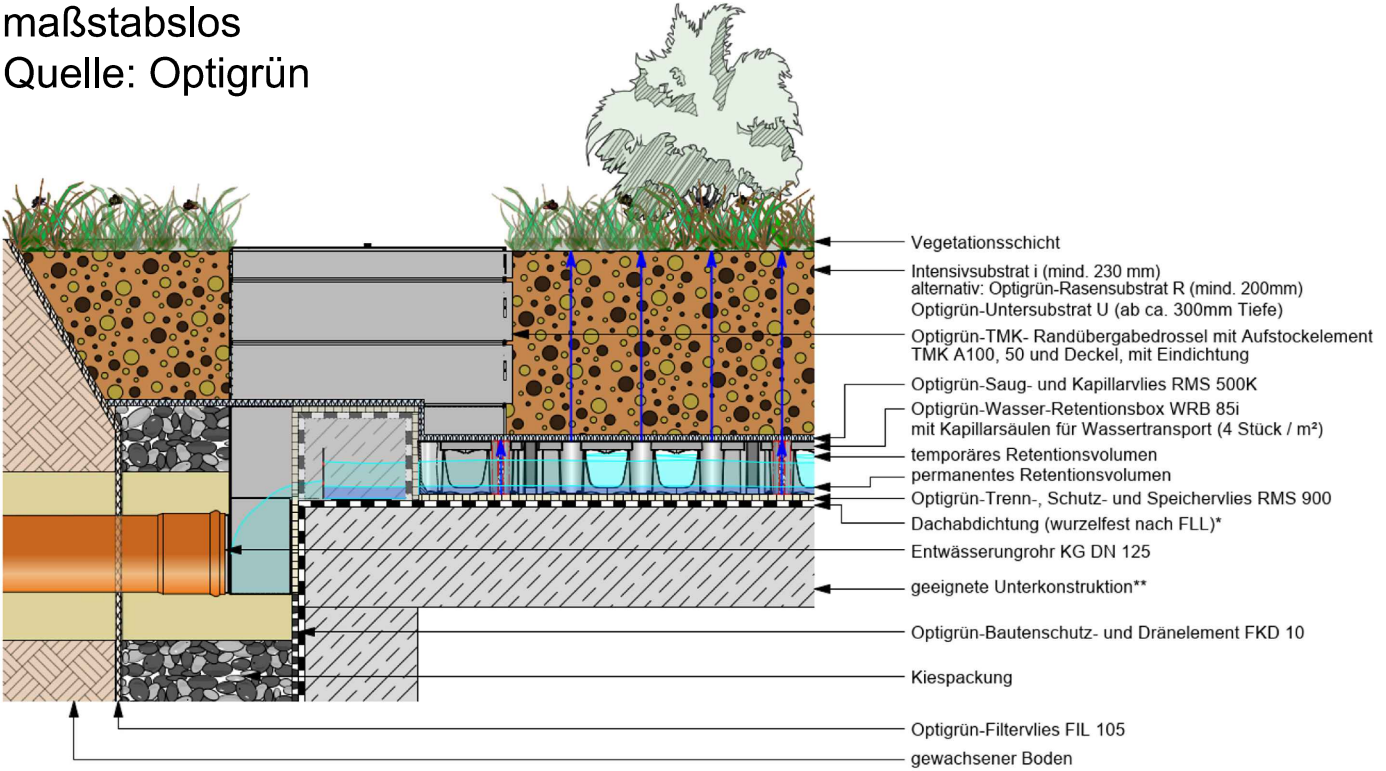 maßstabslos
Quelle: Optigrün
Vegetationsschicht
Intensivsubstrat i (mind. 230 mm)
alternativ: Optigrün-Rasensubstrat R (mind. 200mm)
Optigrün-Untersubstrat U (ab ca. 300mm Tiefe)
Optigrün-TMK- Randübergabedrossel mit Aufstockelement
TMK A100, 50 und Deckel, mit Eindichtung
Optigrün-Saug- und Kapillarvlies RMS 500K
Optigrün-Wasser-Retentionsbox WRB 85i
mit Kapillarsäulen für Wassertransport (4 Stück / m²)
temporäres Retentionsvolumen
permanentes Retentionsvolumen
Optigrün-Trenn-, Schutz- und Speichervlies RMS 900
Dachabdichtung (wurzelfest nach FLL)*
Entwässerungrohr KG DN 125
geeignete Unterkonstruktion**
Optigrün-Bautenschutz- und Dränelement FKD 10
Kiespackung
Optigrün-Filtervlies FIL 105
gewachsener Boden